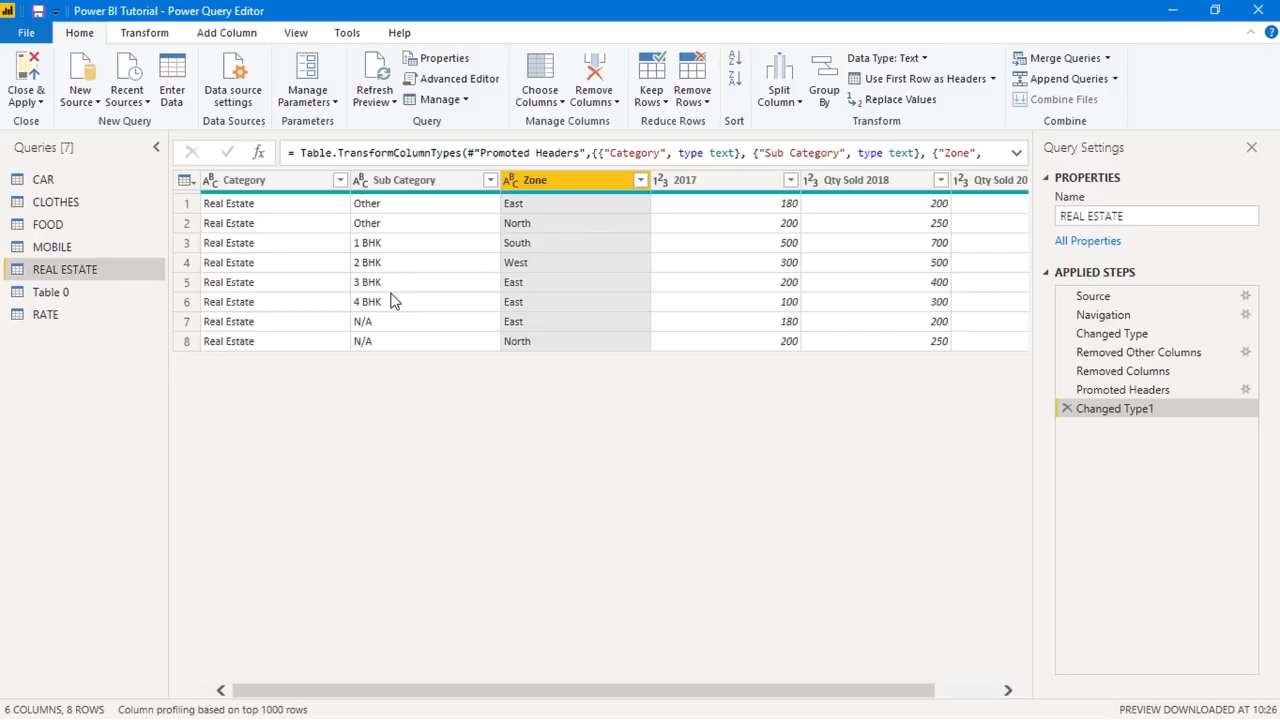 Power BI Tutorial - Power Query Editor
File Home Transform Add Column View Tools Help
Close & Apply
New Source
Recent Sources
Enter Data
Data source settings
Manage Parameters
Refresh Preview
Properties
Advanced Editor
Manage
Choose Columns
Remove Columns
Keep Rows
Remove Rows
Split Column
Group By
Data Type: Text
Use First Row as Headers
Replace Values
Merge Queries
Append Queries
Combine Files
Close New Query Data Sources Parameters Query Manage Columns Reduce Rows Sort Transform Combine
Queries [7]
CAR
CLOTHES
FOOD
MOBILE
REAL ESTATE
Table 0
RATE
fx = Table.TransformColumnTypes(#"Promoted Headers",{{"Category", type text}, {"Sub Category", type text}, {"Zone",
ABC Category ABC Sub Category ABC Zone 123 2017 123 Qty Sold 2018 123 Qty Sold 20
1 Real Estate Other East 180 200
2 Real Estate Other North 200 250
3 Real Estate 1 BHK South 500 700
4 Real Estate 2 BHK West 300 500
5 Real Estate 3 BHK East 200 400
6 Real Estate 4 BHK East 100 300
7 Real Estate N/A East 180 200
8 Real Estate N/A North 200 250
Query Settings
PROPERTIES
Name
REAL ESTATE
All Properties
APPLIED STEPS
Source
Navigation
Changed Type
Removed Other Columns
Removed Columns
Promoted Headers
Changed Type1
6 COLUMNS, 8 ROWS Column profiling based on top 1000 rows PREVIEW DOWNLOADED AT 10:26